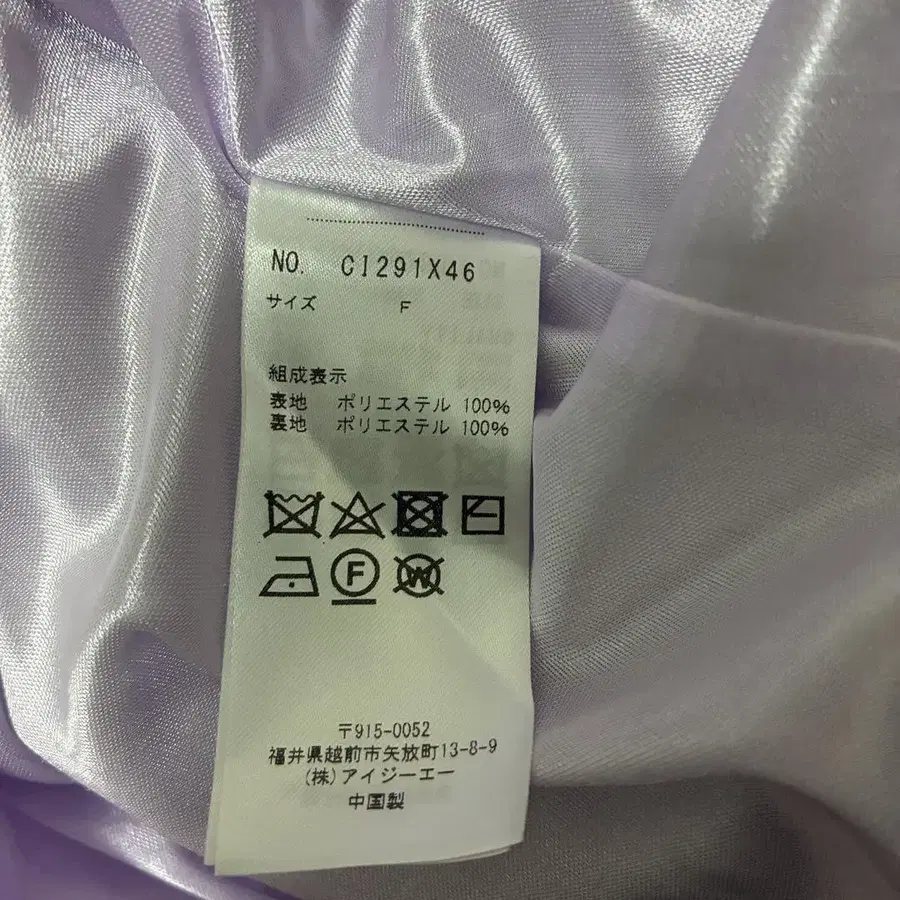 NO. CI291X46
サイズ F
組成表示
表地 ポリエステル 100%
裏地 ポリエステル 100%
F
W
〒915-0052
福井県越前市矢放町13-8-9
(株)アイジーエー
中国製